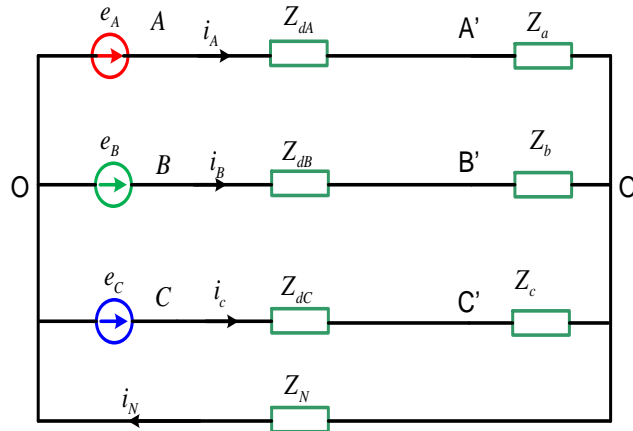 e_A A i_A Z_dA A' Z_a
e_B B i_B Z_dB B' Z_b
O O
e_C C i_c Z_dC C' Z_c
i_N Z_N